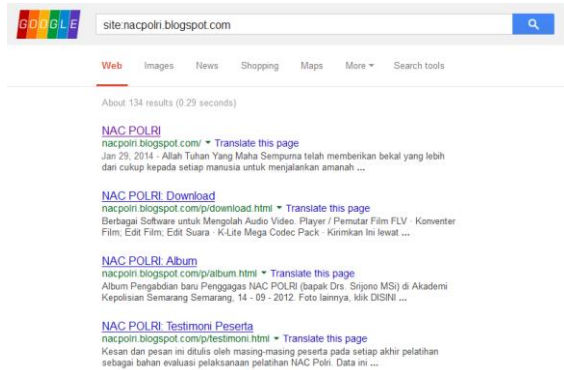 GOOGLE
site:nacpolri.blogspot.com
Web Images News Shopping Maps More Search tools
About 134 results (0.29 seconds)
NAC POLRI
nacpolri.blogspot.com/ Translate this page
Jan 29, 2014 - Allah Tuhan Yang Maha Sempurna telah memberikan bekal yang lebih
dari cukup kepada setiap manusia untuk menjalankan amanah ...
NAC POLRI: Download
nacpolri.blogspot.com/p/download.html Translate this page
Berbagai Software untuk Mengolah Audio Video. Player / Pemutar Film FLV · Konventer
Film; Edit Film; Edit Suara · K-Lite Mega Codec Pack · Kirimkan Ini lewat ...
NAC POLRI: Album
nacpolri.blogspot.com/p/album.html Translate this page
Album Pengabdian baru Penggagas NAC POLRI (bapak Drs. Srijono MSi) di Akademi
Kepolisian Semarang Semarang, 14 - 09 - 2012. Foto lainnya, klik DISINI ...
NAC POLRI: Testimoni Peserta
nacpolri.blogspot.com/p/testimoni.html Translate this page
Kesan dan pesan ini ditulis oleh masing-masing peserta pada setiap akhir pelatihan
sebagai bahan evaluasi pelaksanaan pelatihan NAC Polri. Data ini ...